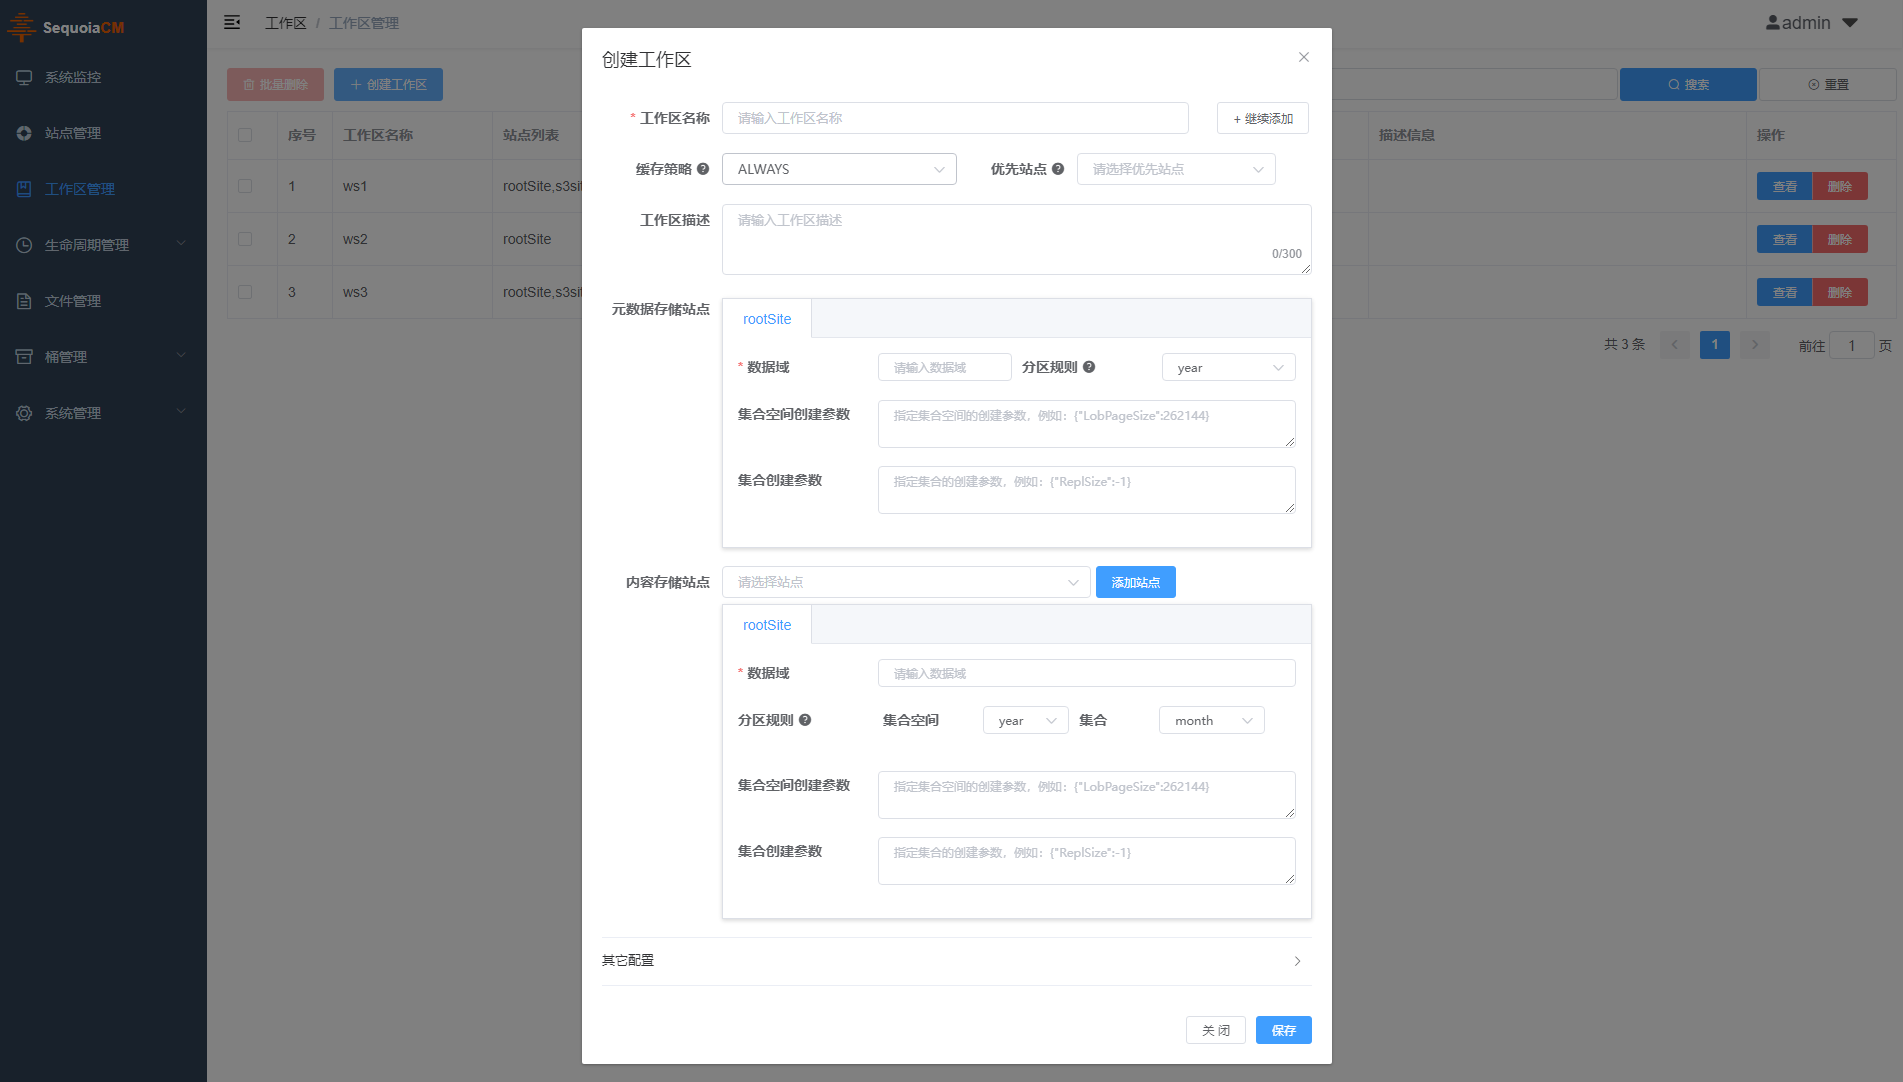 SequoiaCM
系统监控
站点管理
工作区管理
生命周期管理
文件管理
桶管理
系统管理
工作区 / 工作区管理
admin
批量删除
+ 创建工作区
搜索
重置
序号 工作区名称 站点列表 描述信息 操作
1 ws1 rootSite,s3sit 查看 删除
2 ws2 rootSite 查看 删除
3 ws3 rootSite,s3sit 查看 删除
共 3 条 1 前往 1 页
创建工作区
* 工作区名称 请输入工作区名称 + 继续添加
缓存策略 ALWAYS 优先站点 请选择优先站点
工作区描述 请输入工作区描述
0/300
元数据存储站点 rootSite
* 数据域 请输入数据域 分区规则 year
集合空间创建参数 指定集合空间的创建参数，例如：{"LobPageSize":262144}
集合创建参数 指定集合的创建参数，例如：{"ReplSize":-1}
内容存储站点 请选择站点 添加站点
rootSite
* 数据域 请输入数据域
分区规则 集合空间 year 集合 month
集合空间创建参数 指定集合空间的创建参数，例如：{"LobPageSize":262144}
集合创建参数 指定集合的创建参数，例如：{"ReplSize":-1}
其它配置
关 闭 保存